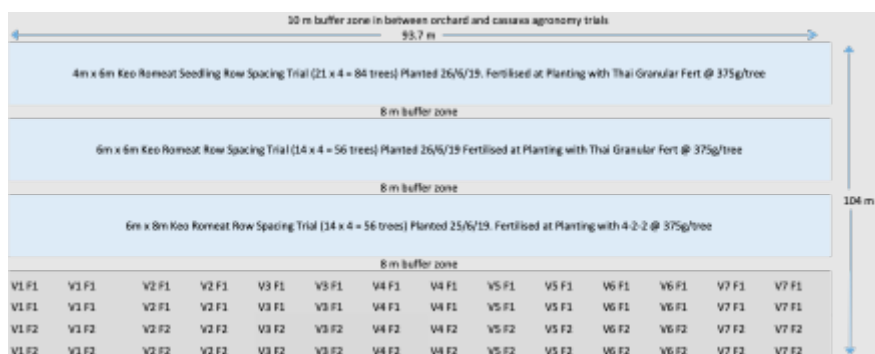 10 m buffer zone in between orchard and cassava agronomy trials
93.7 m
4m x 6m Keo Romeat Seedling Row Spacing Trial (21 x 4 = 84 trees) Planted 26/6/19. Fertilised at Planting with Thai Granular Fert @ 375g/tree
8 m buffer zone
6m x 6m Keo Romeat Row Spacing Trial (14 x 4 = 56 trees) Planted 26/6/19 Fertilised at Planting with Thai Granular Fert @ 375g/tree
8 m buffer zone
104 m
6m x 8m Keo Romeat Row Spacing Trial (14 x 4 = 56 trees) Planted 25/6/19. Fertilised at Planting with 4-2-2 @ 375g/tree
8 m buffer zone
V1 F1 V1 F1 V2 F1 V2 F1 V3 F1 V3 F1 V4 F1 V4 F1 V5 F1 V5 F1 V6 F1 V6 F1 V7 F1 V7 F1
V1 F1 V1 F1 V2 F1 V2 F1 V3 F1 V3 F1 V4 F1 V4 F1 V5 F1 V5 F1 V6 F1 V6 F1 V7 F1 V7 F1
V1 F2 V1 F2 V2 F2 V2 F2 V3 F2 V3 F2 V4 F2 V4 F2 V5 F2 V5 F2 V6 F2 V6 F2 V7 F2 V7 F2
V1 F2 V1 F2 V2 F2 V2 F2 V3 F2 V3 F2 V4 F2 V4 F2 V5 F2 V5 F2 V6 F2 V6 F2 V7 F2 V7 F2